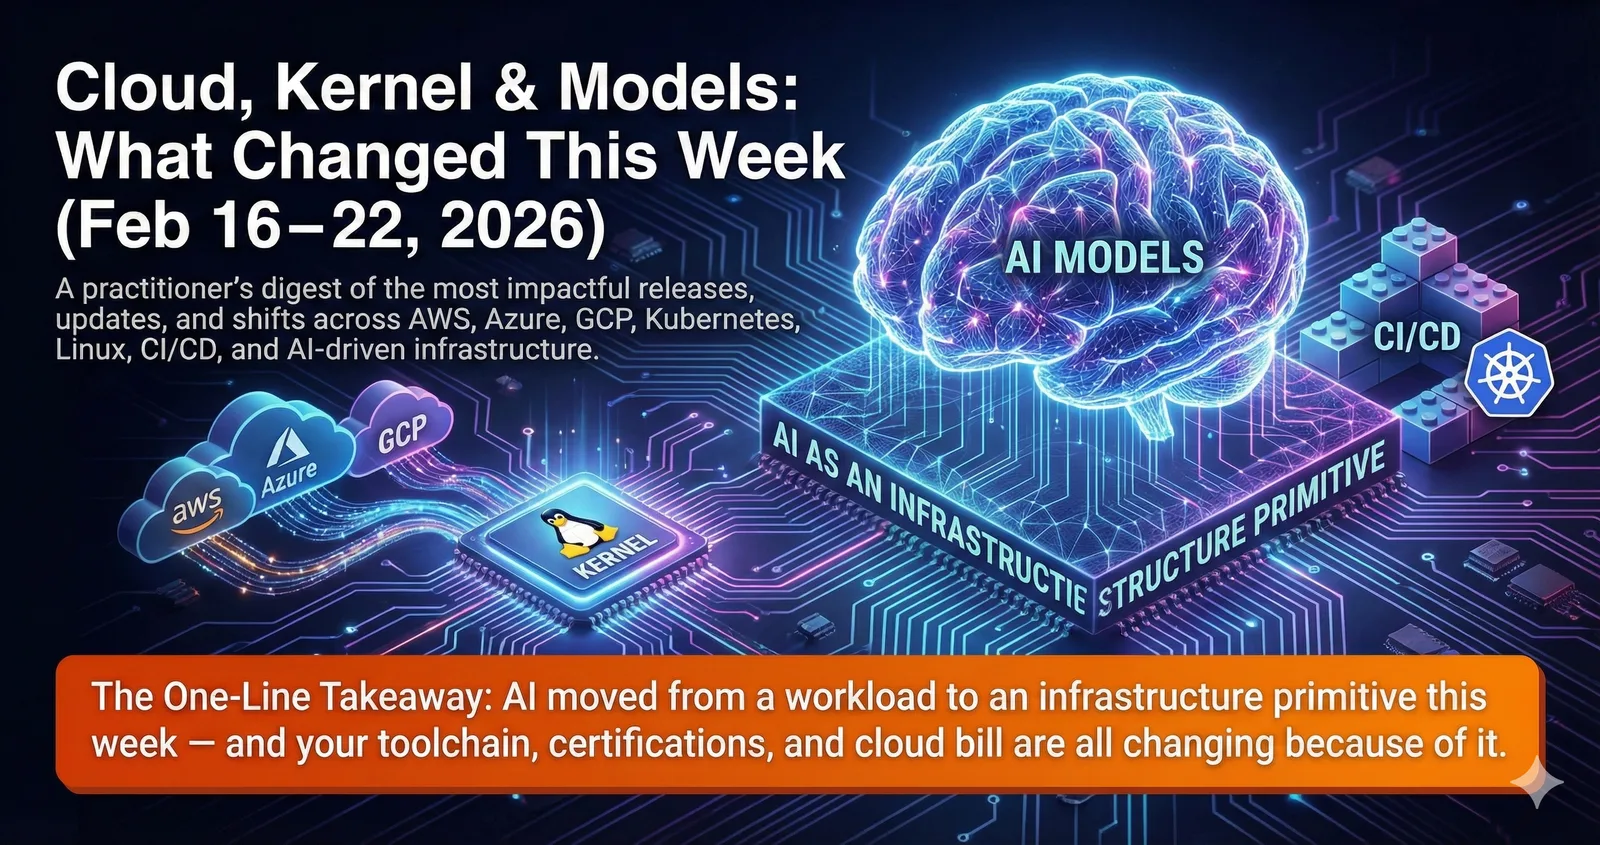 Cloud, Kernel & Models:
What Changed This Week
(Feb 16–22, 2026)
A practitioner's digest of the most impactful releases,
updates, and shifts across AWS, Azure, GCP, Kubernetes,
Linux, CI/CD, and AI-driven infrastructure.
AI MODELS
CI/CD
GCP
Azure
aws
KERNEL
AI AS AN INFRASTRUCTIE
STRUCTURE PRIMITIVE
The One-Line Takeaway: AI moved from a workload to an infrastructure primitive this
week — and your toolchain, certifications, and cloud bill are all changing because of it.